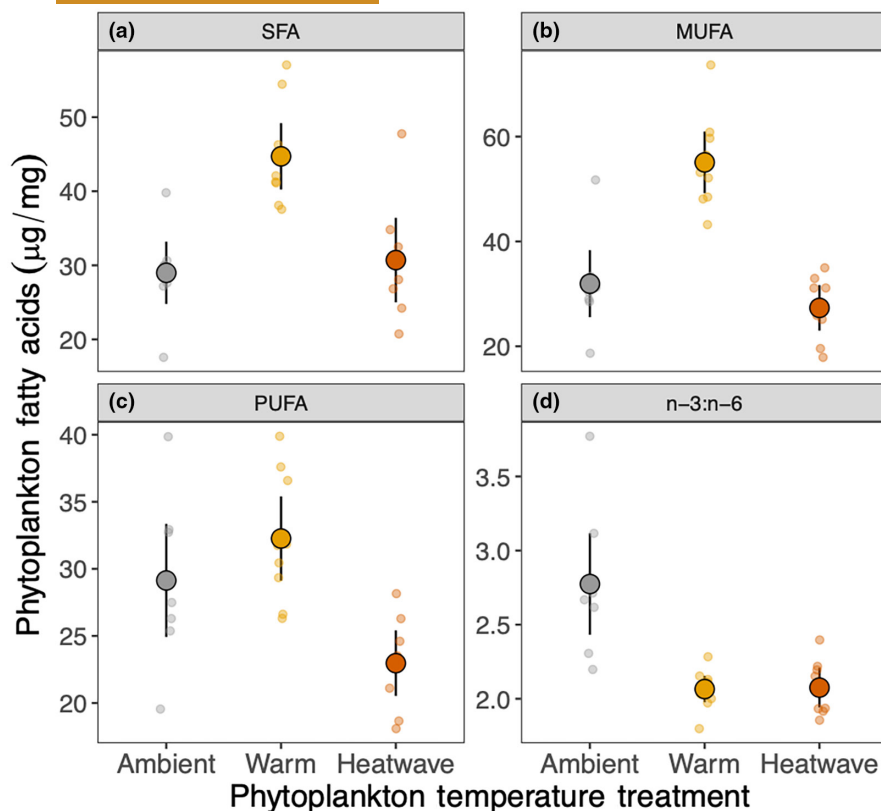 (a) SFA
(b) MUFA
50
40
30
20
60
40
20
Phytoplankton fatty acids (μg/mg)
(c) PUFA
(d) n−3:n−6
40
35
30
25
20
3.5
3.0
2.5
2.0
Ambient Warm Heatwave
Ambient Warm Heatwave
Phytoplankton temperature treatment